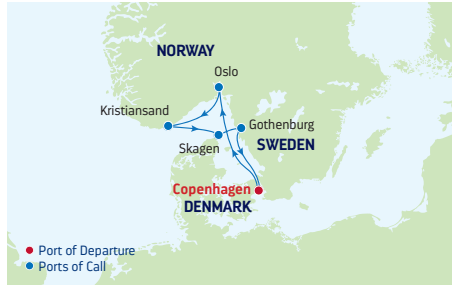 NORWAY
Oslo
Kristiansand
Gothenburg
Skagen
SWEDEN
Copenhagen
DENMARK
Port of Departure
Ports of Call